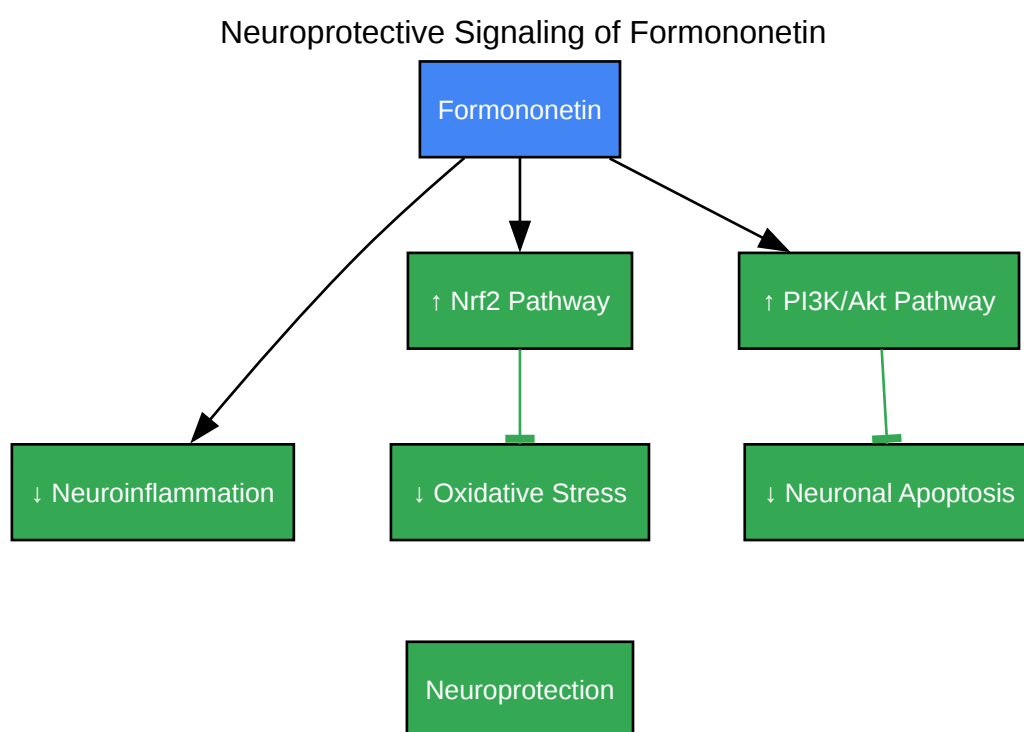 Neuroprotective Signaling of Formononetin
Formononetin
↑ Nrf2 Pathway
↑ PI3K/Akt Pathway
↓ Neuroinflammation
↓ Oxidative Stress
↓ Neuronal Apoptosis
Neuroprotection